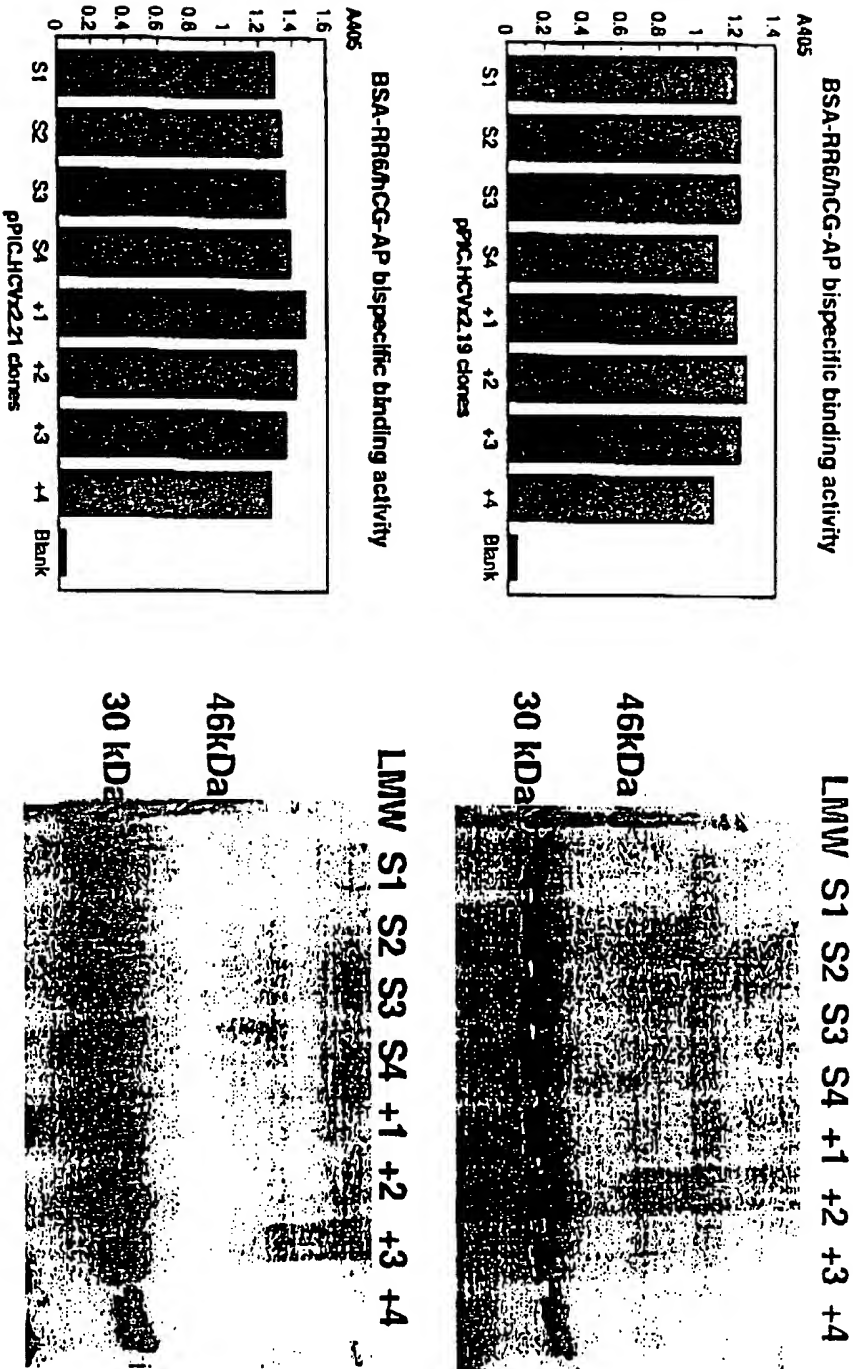 BSA-RR6/hCG-AP bispecific binding activity
A405
1.4
1.2
1
0.8
0.6
0.4
0.2
0
S1 S2 S3 S4 +1 +2 +3 +4 Blank
pPIC.HCVx2.19 clones
LMW S1 S2 S3 S4 +1 +2 +3 +4
46kDa
30 kDa
BSA-RR6/hCG-AP bispecific binding activity
A405
1.6
1.4
1.2
1
0.8
0.6
0.4
0.2
0
S1 S2 S3 S4 +1 +2 +3 +4 Blank
pPIC.HCVx2.21 clones
LMW S1 S2 S3 S4 +1 +2 +3 +4
46kDa
30 kDa